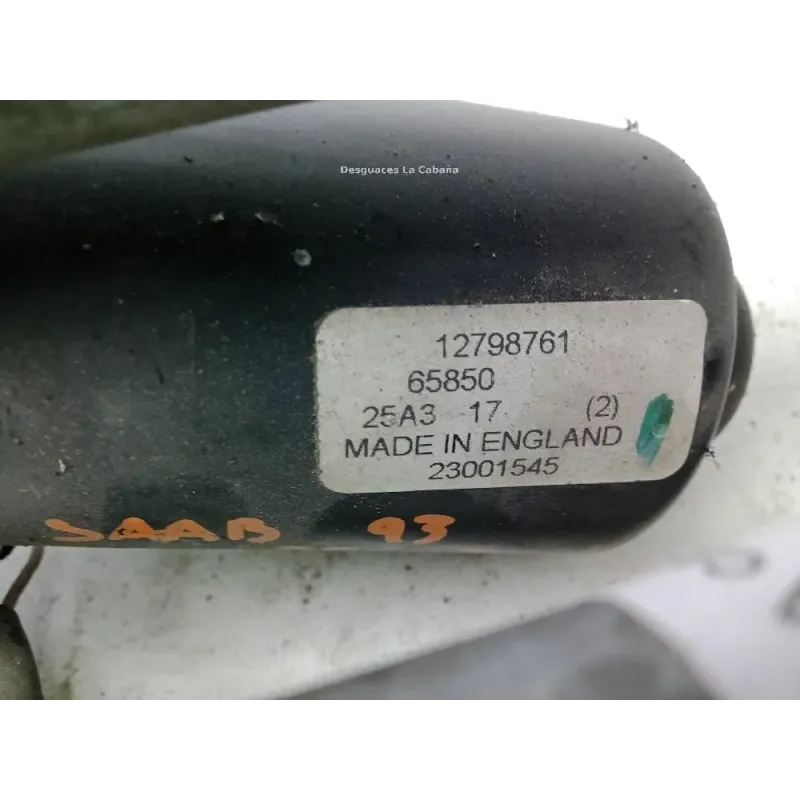 Desguaces La Cabaña
12798761
65850
25A3 17 (2)
MADE IN ENGLAND
23001545
SAAB 93